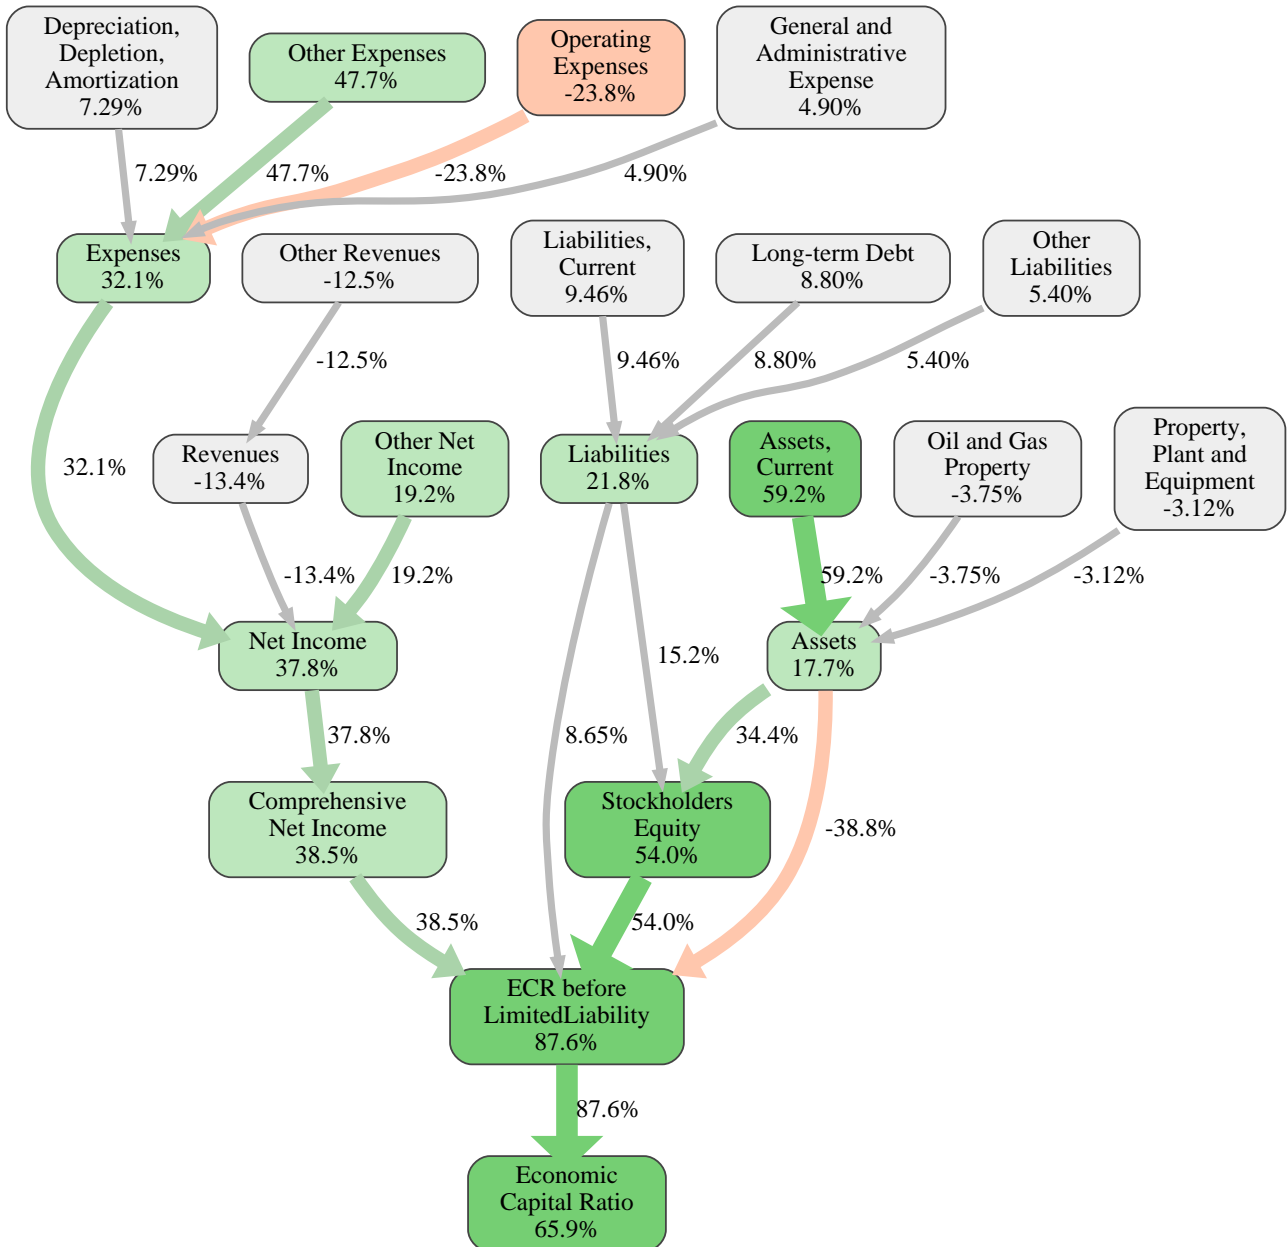 Depreciation,
Depletion,
Amortization
7.29%
Other Expenses
47.7%
Operating
Expenses
-23.8%
General and
Administrative
Expense
4.90%
7.29%
47.7%
-23.8%
4.90%
Expenses
32.1%
Other Revenues
-12.5%
Liabilities,
Current
9.46%
Long-term Debt
8.80%
Other
Liabilities
5.40%
-12.5%
9.46%
8.80%
5.40%
32.1%
Revenues
-13.4%
Other Net
Income
19.2%
Liabilities
21.8%
Assets,
Current
59.2%
Oil and Gas
Property
-3.75%
Property,
Plant and
Equipment
-3.12%
-13.4%
19.2%
59.2%
-3.75%
-3.12%
Net Income
37.8%
15.2%
Assets
17.7%
37.8%
8.65%
34.4%
-38.8%
Comprehensive
Net Income
38.5%
Stockholders
Equity
54.0%
38.5%
54.0%
ECR before
LimitedLiability
87.6%
87.6%
Economic
Capital Ratio
65.9%